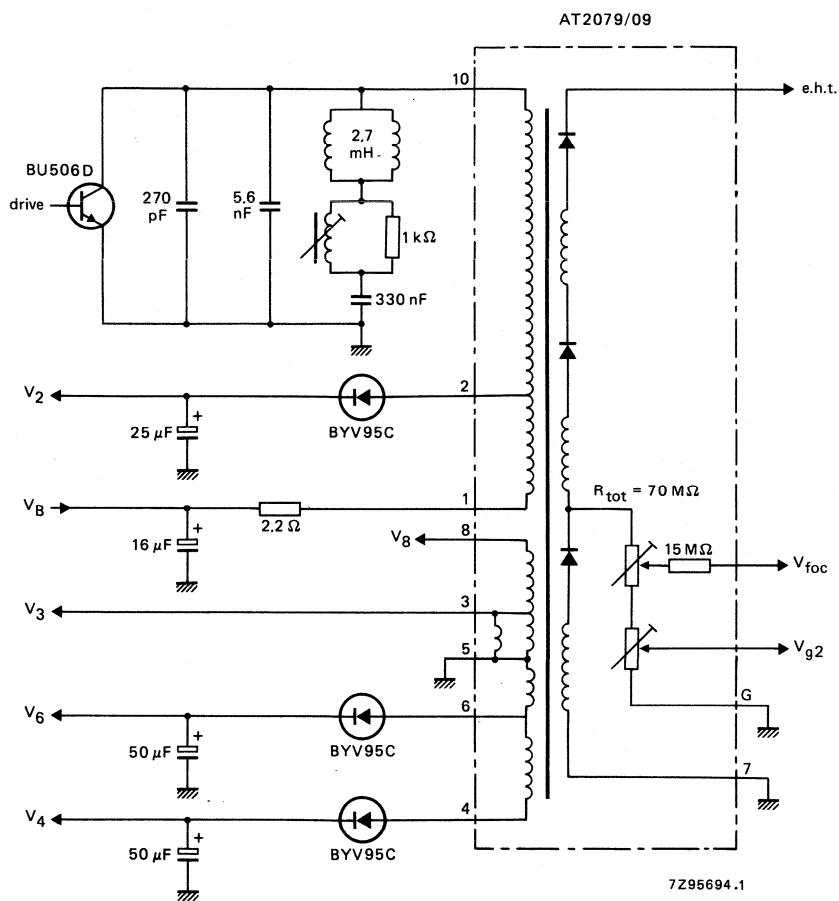 AT2079/09
10
e.h.t.
2,7
mH
BU506D
drive
270
pF
5,6
nF
1 kΩ
330 nF
V2
2
+
25 µF
BYV95C
VB
1
Rtot = 70 MΩ
2,2 Ω
8
+
16 µF
V8
15 MΩ
Vfoc
V3
3
5
Vg2
V6
6
G
+
50 µF
BYV95C
7
V4
4
+
50 µF
BYV95C
7Z95694.1